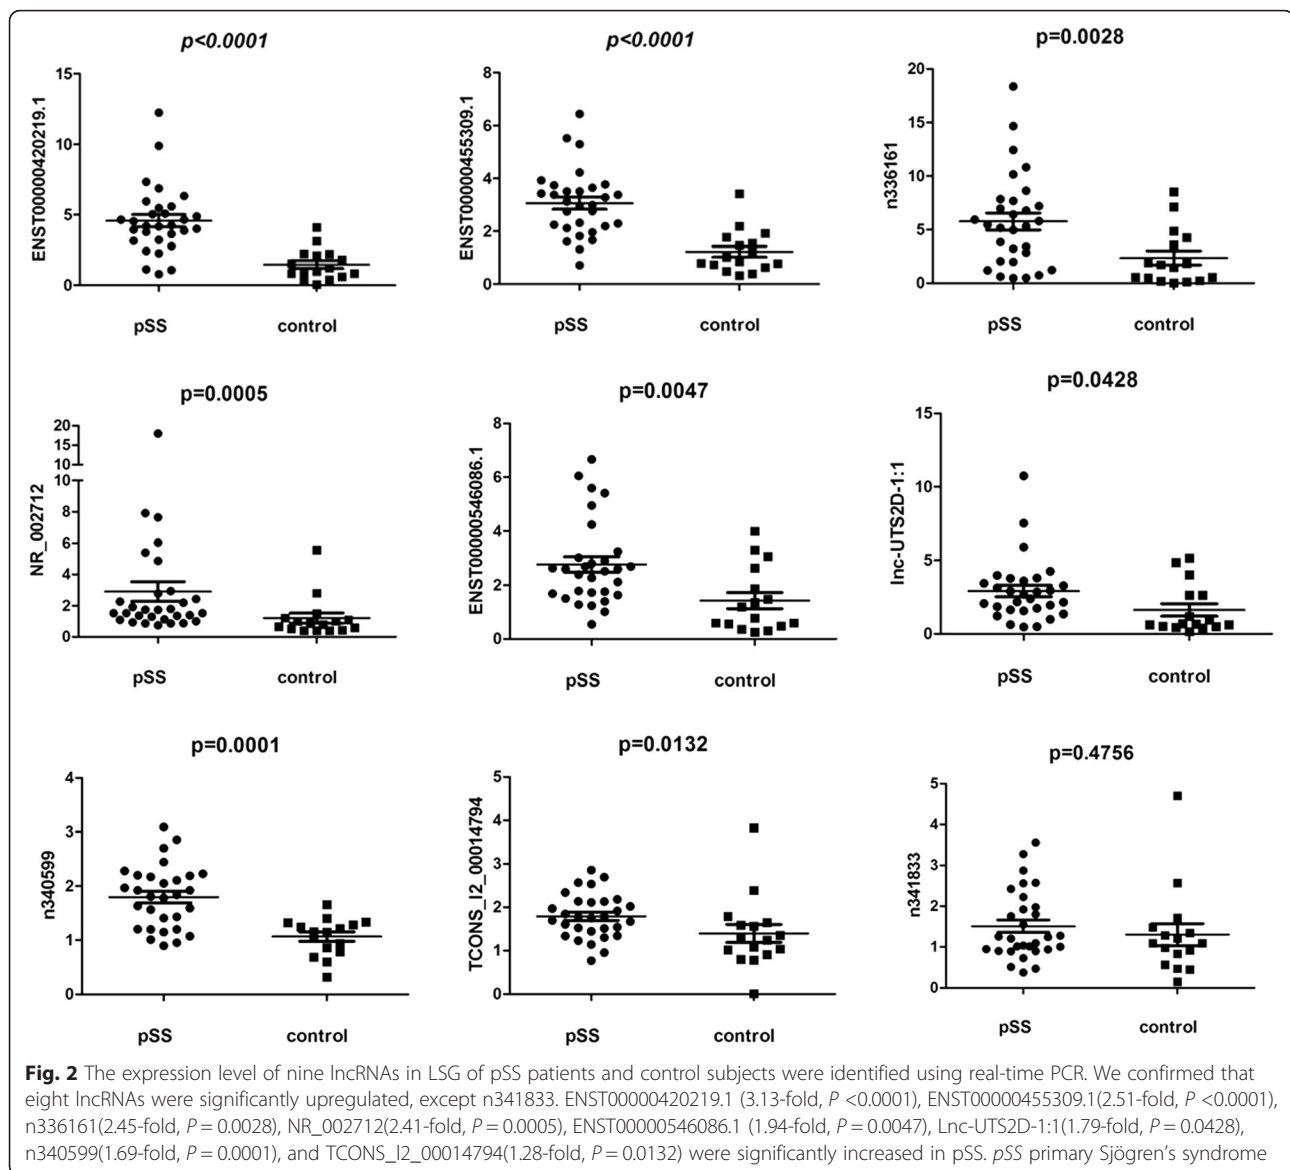 p<0.0001
p<0.0001
p=0.0028
ENST00000420219.1
15
10
5
0
pSS
control
ENST00000455309.1
8
6
4
2
0
pSS
control
n336161
20
15
10
5
0
pSS
control
p=0.0005
p=0.0047
p=0.0428
NR_002712
20
15
10
10
8
6
4
2
0
pSS
control
ENST00000546086.1
8
6
4
2
0
pSS
control
lnc-UTS2D-1:1
15
10
5
0
pSS
control
p=0.0001
p=0.0132
p=0.4756
n340599
4
3
2
1
0
pSS
control
TCONS_l2_00014794
5
4
3
2
1
0
pSS
control
n341833
5
4
3
2
1
0
pSS
control
Fig. 2 The expression level of nine lncRNAs in LSG of pSS patients and control subjects were identified using real-time PCR. We confirmed that
eight lncRNAs were significantly upregulated, except n341833. ENST00000420219.1 (3.13-fold, P <0.0001), ENST00000455309.1(2.51-fold, P <0.0001),
n336161(2.45-fold, P = 0.0028), NR_002712(2.41-fold, P = 0.0005), ENST00000546086.1 (1.94-fold, P = 0.0047), Lnc-UTS2D-1:1(1.79-fold, P = 0.0428),
n340599(1.69-fold, P = 0.0001), and TCONS_l2_00014794(1.28-fold, P = 0.0132) were significantly increased in pSS. pSS primary Sjögren's syndrome